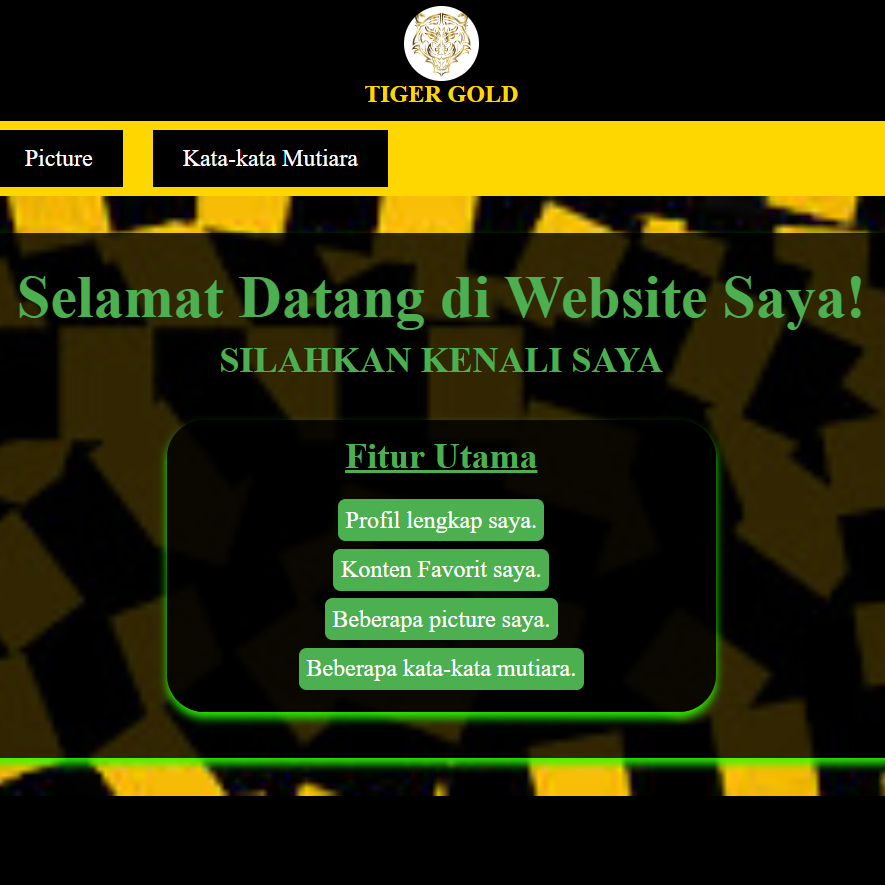 TIGER GOLD
Picture
Kata-kata Mutiara
Selamat Datang di Website Saya!
SILAHKAN KENALI SAYA
Fitur Utama
Profil lengkap saya.
Konten Favorit saya.
Beberapa picture saya.
Beberapa kata-kata mutiara.